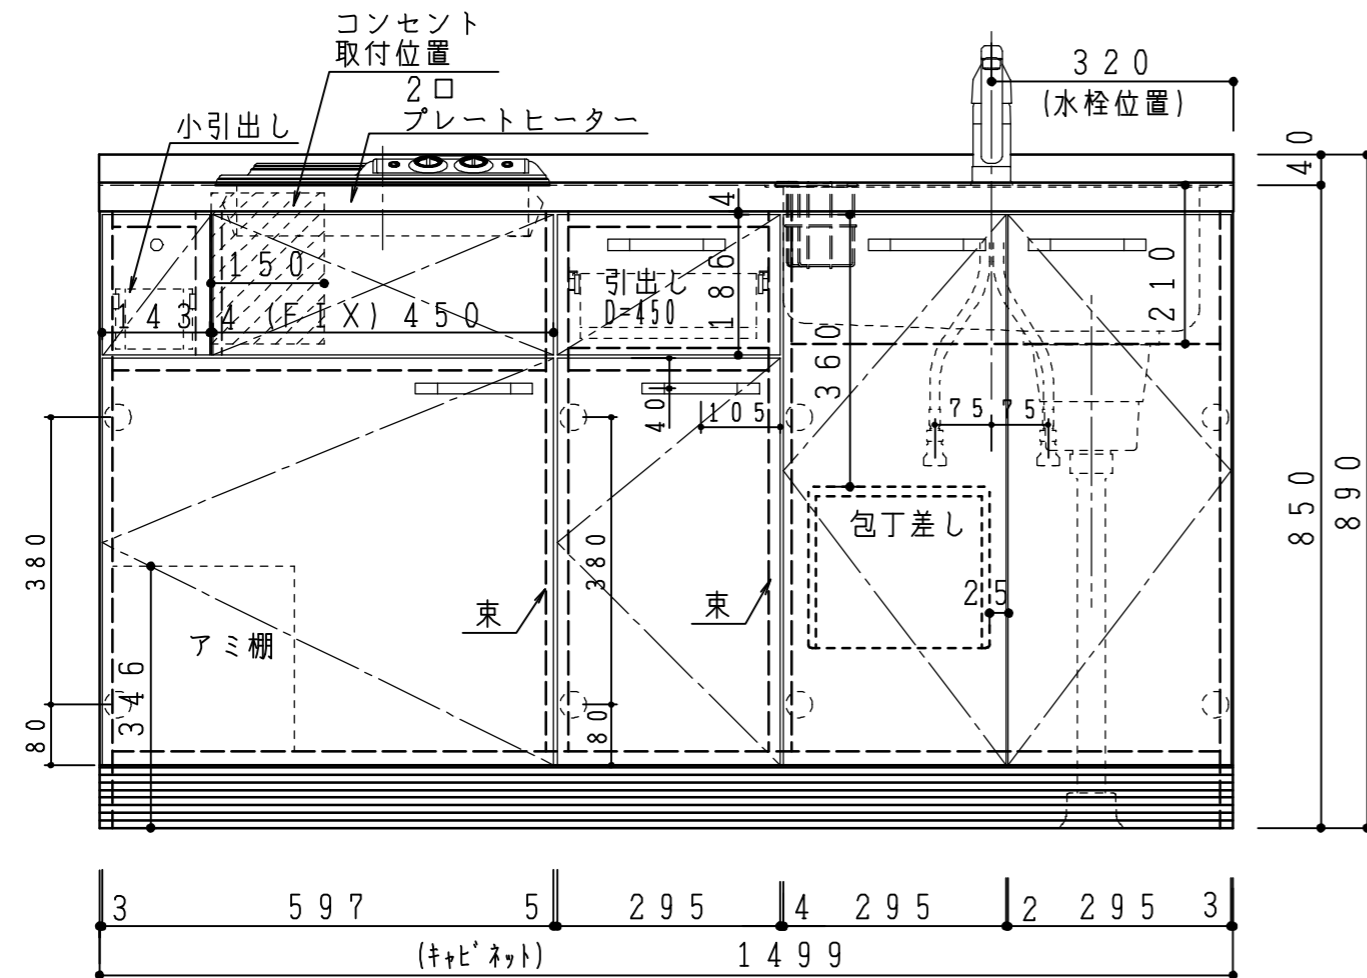 コンセント
取付位置
2口
プレートヒーター
小引出し
320
(水栓位置)
40
4
150
引出し
D=450
186
210
143
4
(FIX)
450
360
40
105
75
75
850
890
包丁差し
380
380
25
束
束
アミ棚
346
80
80
3
597
5
295
4
295
2
295
3
(キャビネット)
1499